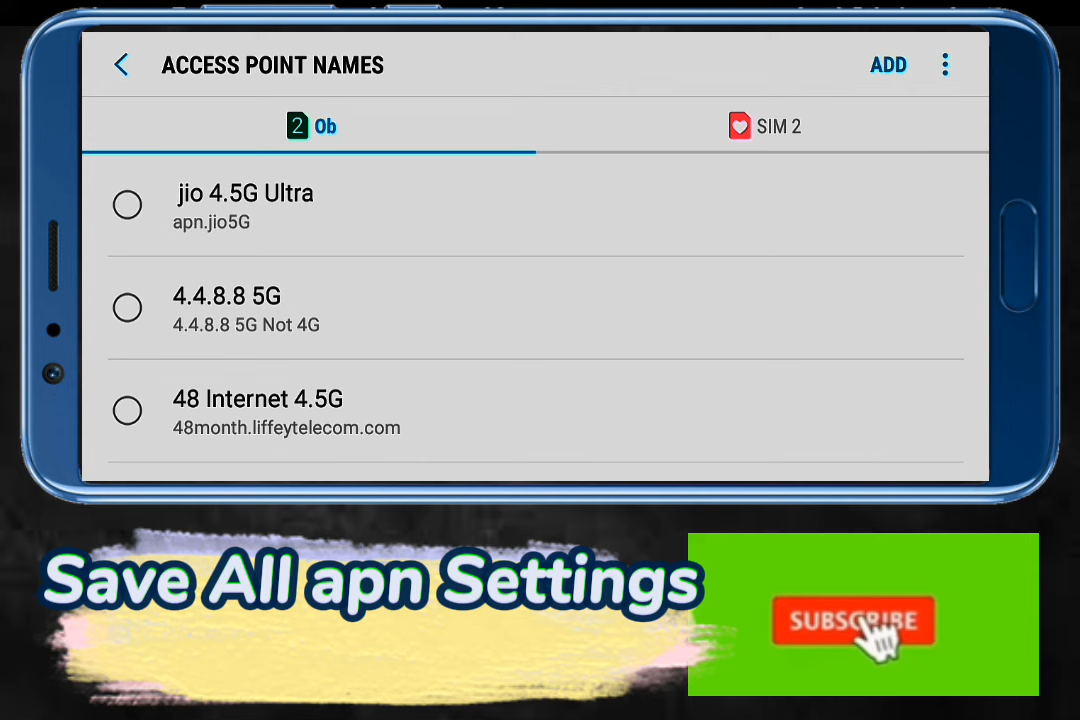 ACCESS POINT NAMES
ADD
2 Ob
SIM 2
jio 4.5G Ultra
apn.jio5G
4.4.8.8 5G
4.4.8.8 5G Not 4G
48 Internet 4.5G
48month.liffeytelecom.com
Save All apn Settings
SUBSCRIBE